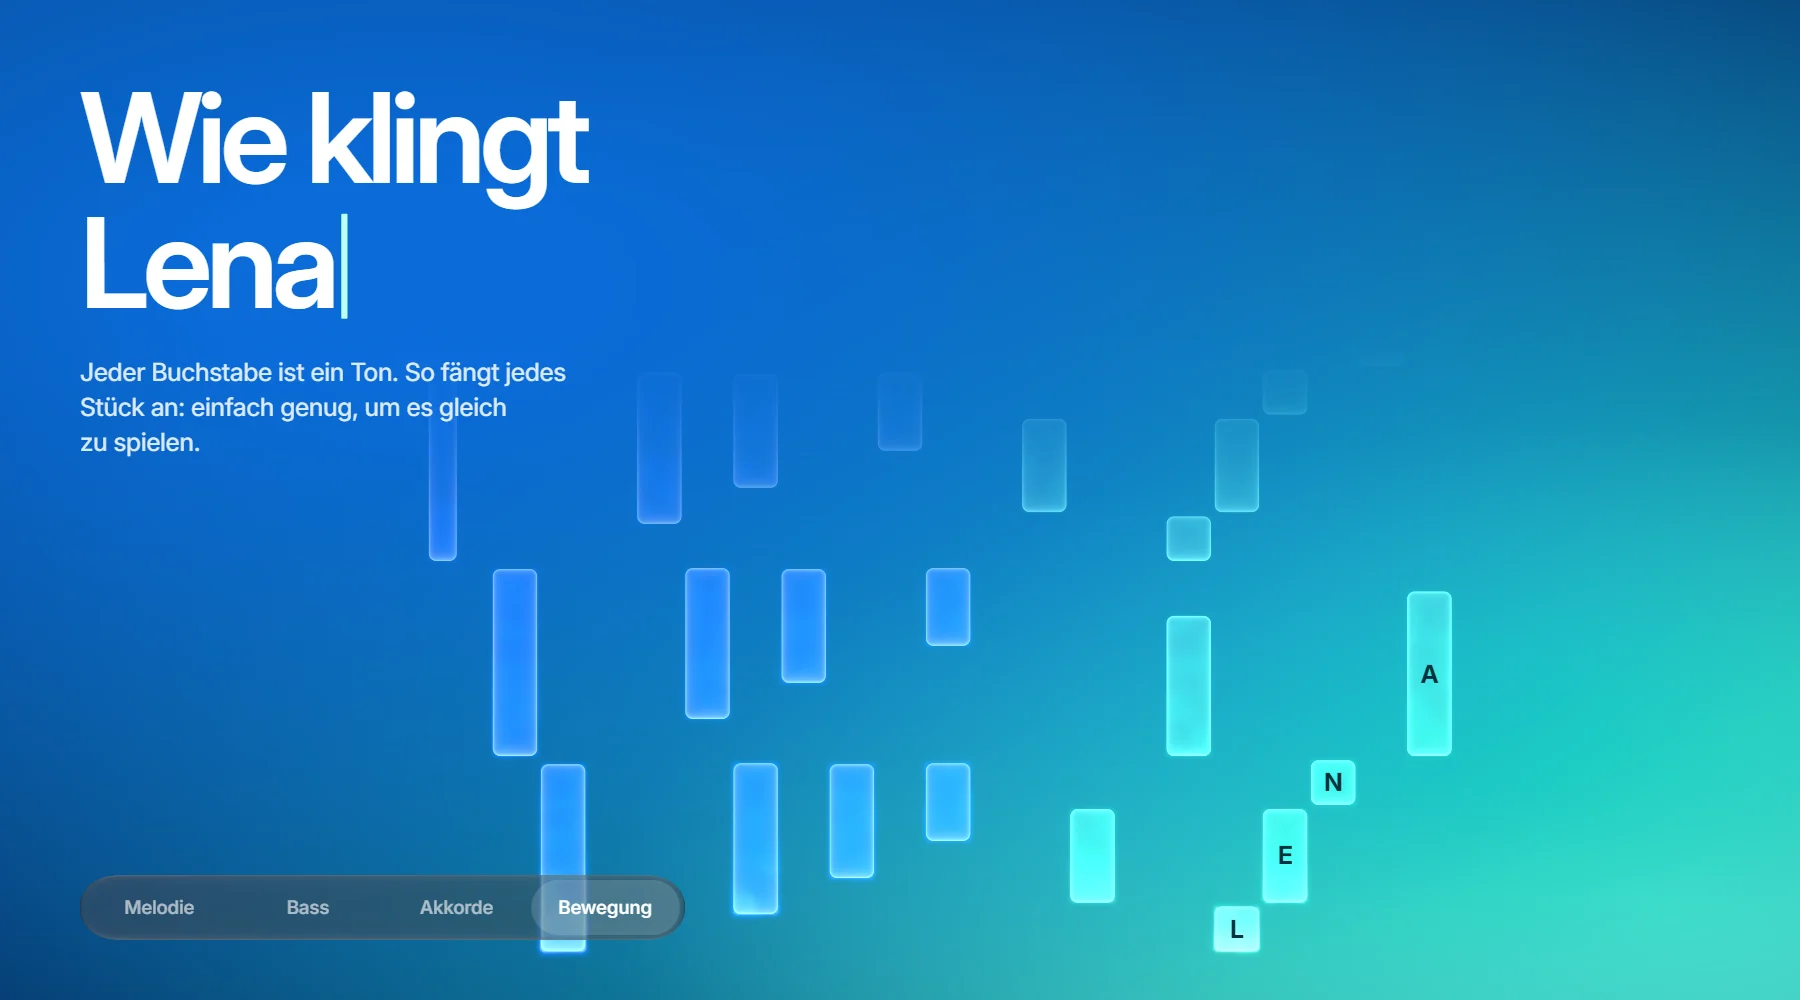 Wie klingt
Lena
Jeder Buchstabe ist ein Ton. So fängt jedes
Stück an: einfach genug, um es gleich
zu spielen.
A
N
E
L
Melodie Bass Akkorde Bewegung